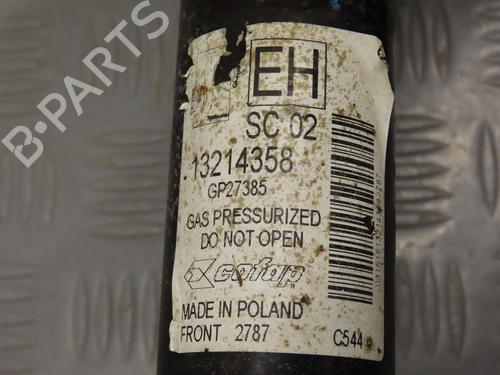 B-PARTS
EH
SC 02
13214358
GP27385
GAS PRESSURIZED
DO NOT OPEN
cofap
MADE IN POLAND
FRONT 2787
C544